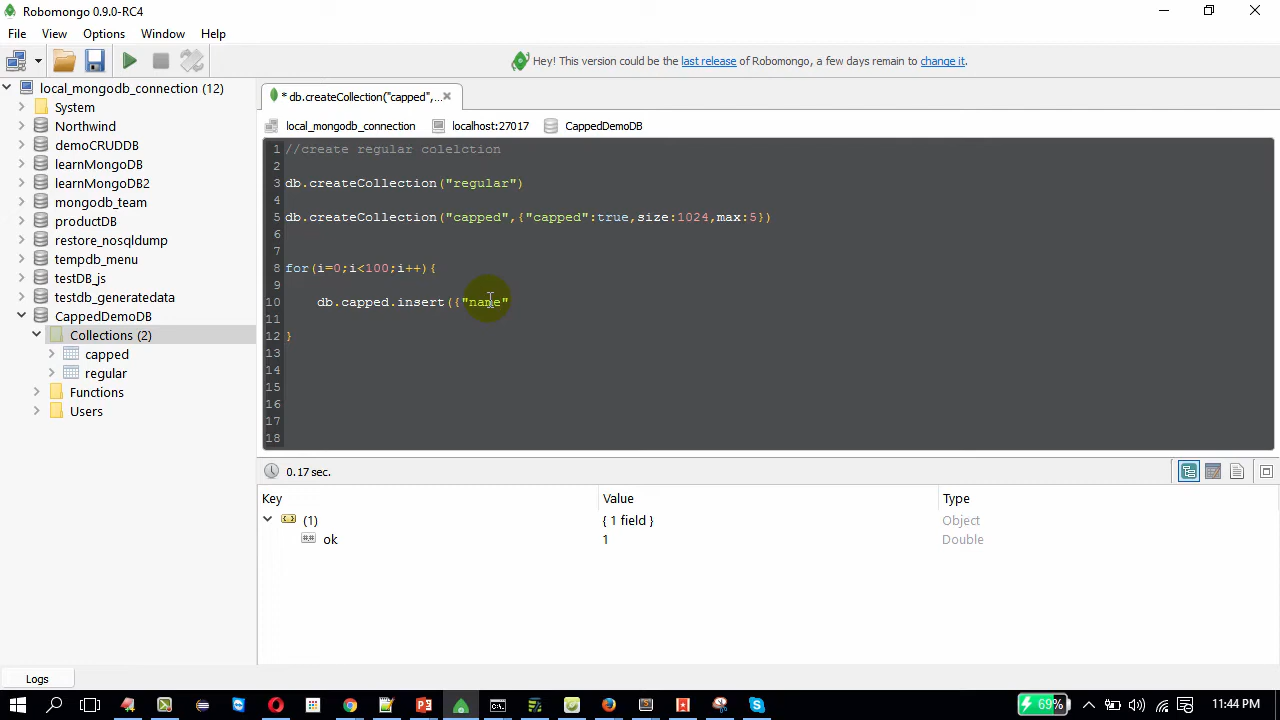 Robomongo 0.9.0-RC4
File View Options Window Help
Hey! This version could be the last release of Robomongo, a few days remain to change it.
local_mongodb_connection (12)
System
Northwind
demoCRUDDB
learnMongoDB
learnMongoDB2
mongodb_team
productDB
restore_nosqldump
tempdb_menu
testDB_js
testdb_generatedata
CappedDemoDB
Collections (2)
capped
regular
Functions
Users
* db.createCollection("capped",...
local_mongodb_connection localhost:27017 CappedDemoDB
1 //create regular colelction
2
3 db.createCollection("regular")
4
5 db.createCollection("capped",{"capped":true,size:1024,max:5})
6
7
8 for(i=0;i<100;i++){
9
10 db.capped.insert({"name"
11
12 }
13
14
15
16
17
18
0.17 sec.
Key Value Type
(1) { 1 field } Object
ok 1 Double
Logs
69% 11:44 PM